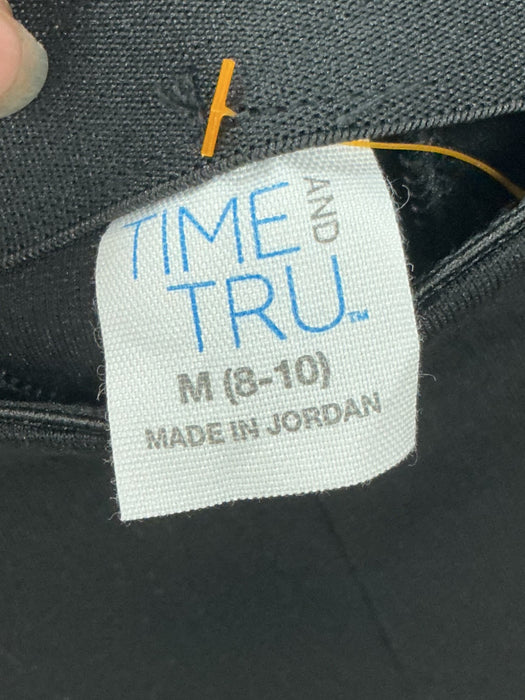 TIME AND
TRU™
M (8-10)
MADE IN JORDAN